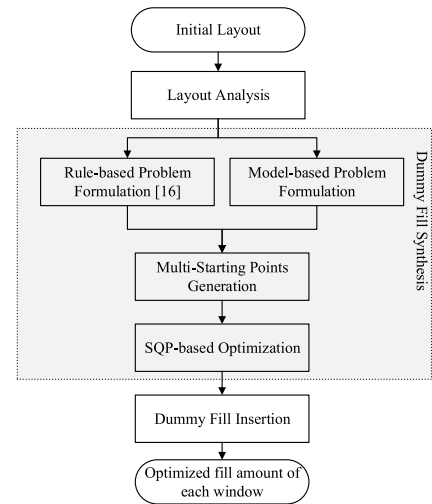 Initial Layout
Layout Analysis
Rule-based Problem
Formulation [16]
Model-based Problem
Formulation
Multi-Starting Points
Generation
SQP-based Optimization
Dummy Fill Synthesis
Dummy Fill Insertion
Optimized fill amount of
each window